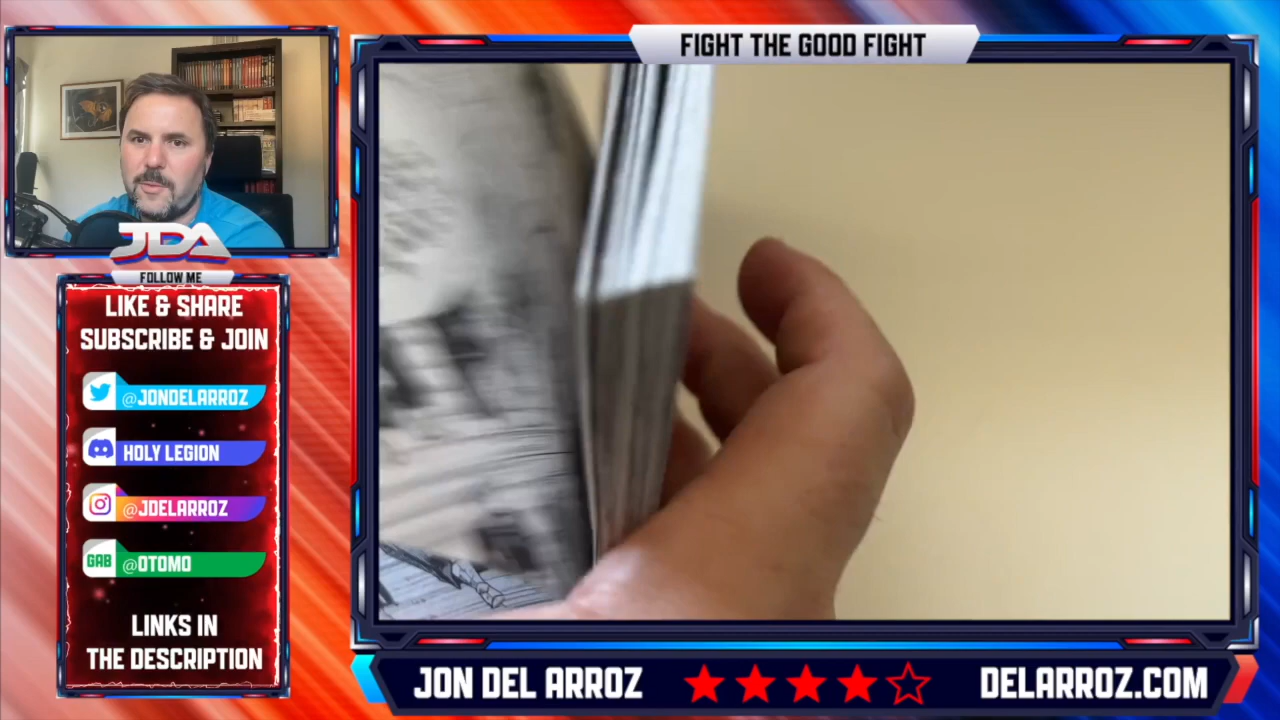 FIGHT THE GOOD FIGHT
JDA
FOLLOW ME
LIKE & SHARE
SUBSCRIBE & JOIN
@JONDELARROZ
HOLY LEGION
@JDELARROZ
GAB @OTOMO
LINKS IN
THE DESCRIPTION
JON DEL ARROZ
DELARROZ.COM